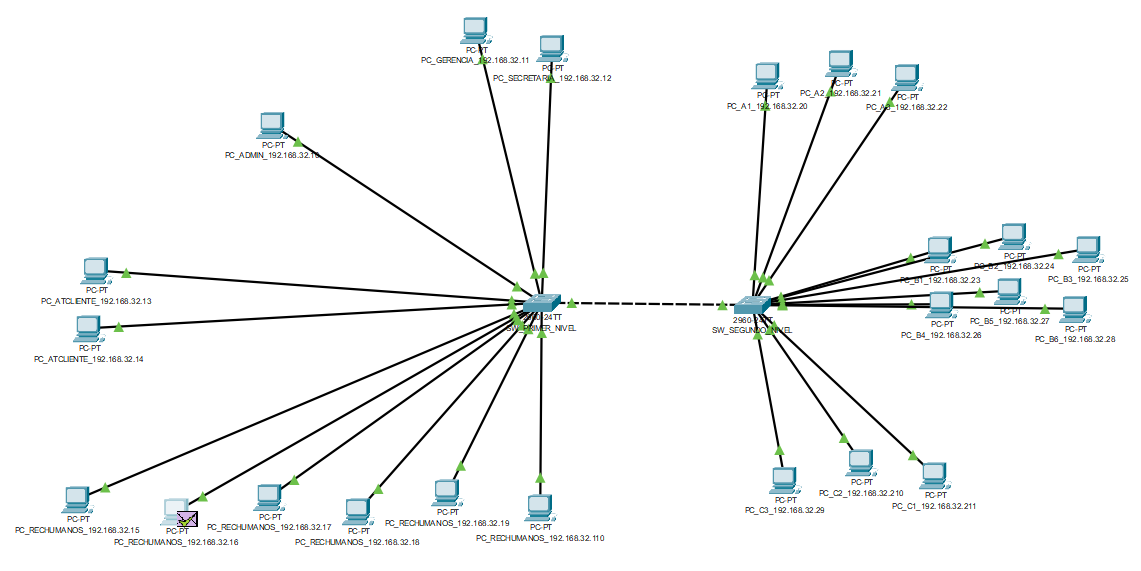 PC-PT
PC_GERENCIA_192.168.32.11
PC-PT
PC_SECRETARIA_192.168.32.12
PC-PT
PC_ADMIN_192.168.32.10
PC-PT
PC_A1_192.168.32.20
PC-PT
PC_A2_192.168.32.21
PC-PT
PC_A3_192.168.32.22
PC-PT
PC_ATCLIENTE_192.168.32.13
PC-PT
PC_ATCLIENTE_192.168.32.14
2960-24TT
SW_PRIMER_NIVEL
2960-24TT
SW_SEGUNDO_NIVEL
PC-PT
PC_B1_192.168.32.23
PC-PT
PC_B2_192.168.32.24
PC-PT
PC_B3_192.168.32.25
PC-PT
PC_B4_192.168.32.26
PC-PT
PC_B5_192.168.32.27
PC-PT
PC_B6_192.168.32.28
PC-PT
PC_RECHUMANOS_192.168.32.15
PC-PT
PC_RECHUMANOS_192.168.32.16
PC-PT
PC_RECHUMANOS_192.168.32.17
PC-PT
PC_RECHUMANOS_192.168.32.18
PC-PT
PC_RECHUMANOS_192.168.32.19
PC-PT
PC_RECHUMANOS_192.168.32.110
PC-PT
PC_C3_192.168.32.29
PC-PT
PC_C2_192.168.32.210
PC-PT
PC_C1_192.168.32.211